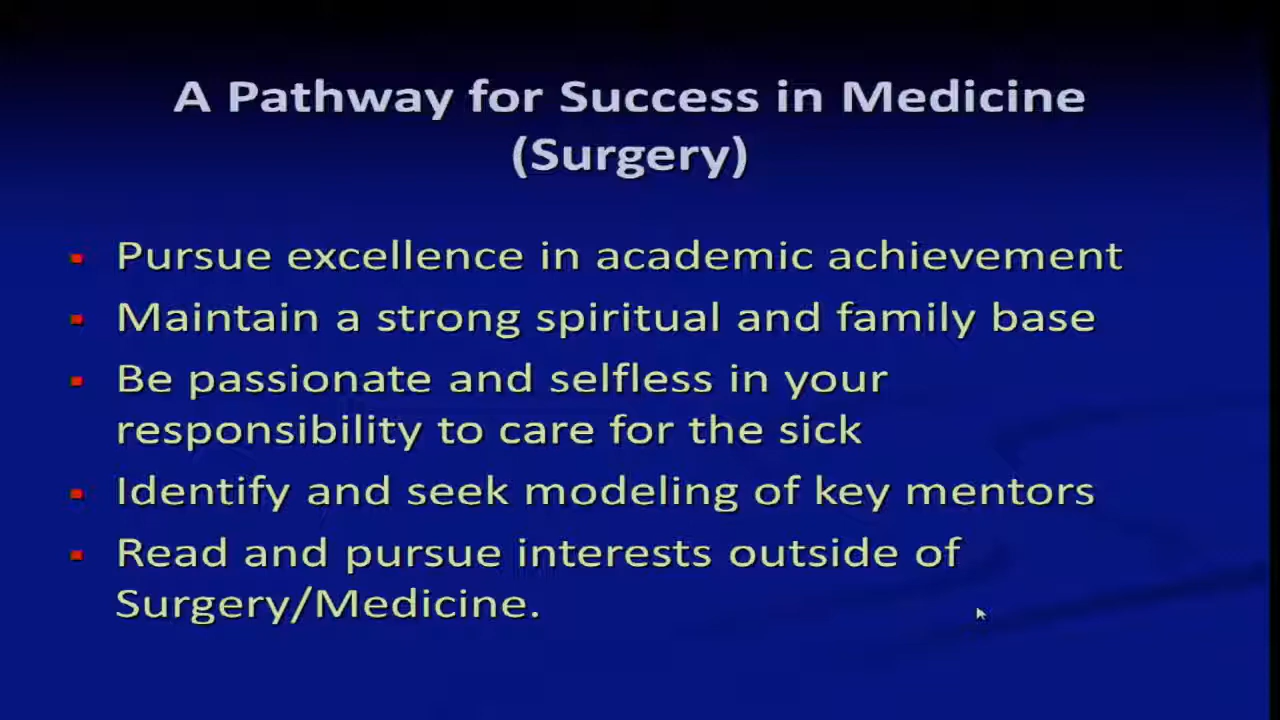 A Pathway for Success in Medicine
(Surgery)
Pursue excellence in academic achievement
Maintain a strong spiritual and family base
Be passionate and selfless in your
responsibility to care for the sick
Identify and seek modeling of key mentors
Read and pursue interests outside of
Surgery/Medicine.